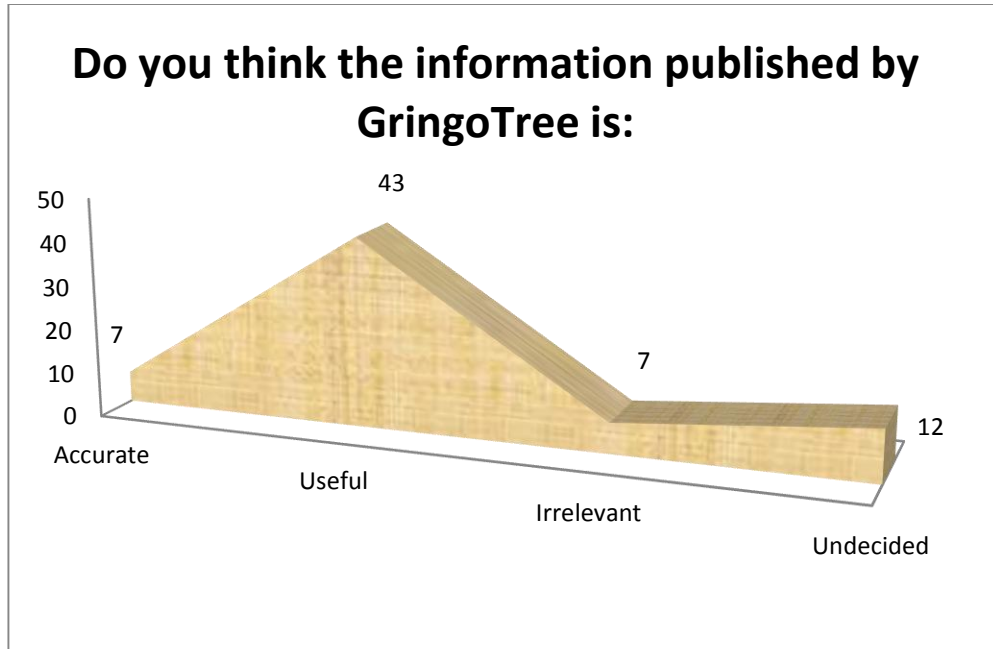 Do you think the information published by
GringoTree is:
43
50
40
30
20
10
0
7
7
12
Accurate
Useful
Irrelevant
Undecided